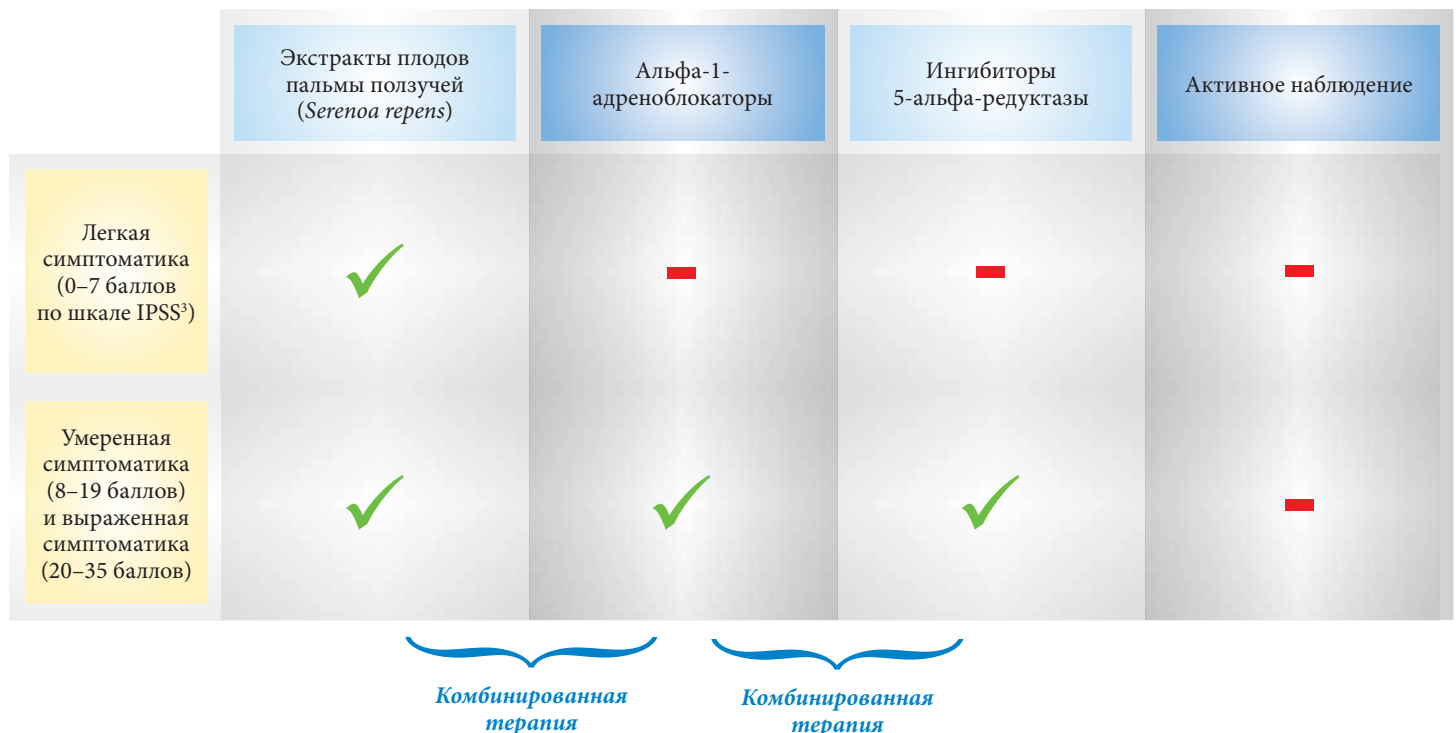 Экстракты плодов
пальмы ползучей
(Serenoa repens)
Альфа-1-
адреноблокаторы
Ингибиторы
5-альфа-редуктазы
Активное наблюдение
Легкая
симптоматика
(0–7 баллов
по шкале IPSS³)
Умеренная
симптоматика
(8–19 баллов)
и выраженная
симптоматика
(20–35 баллов)
Комбинированная
терапия
Комбинированная
терапия